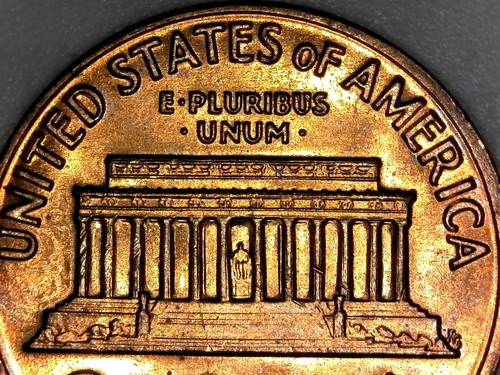 UNITED STATES OF AMERICA
E·PLURIBUS
·UNUM·